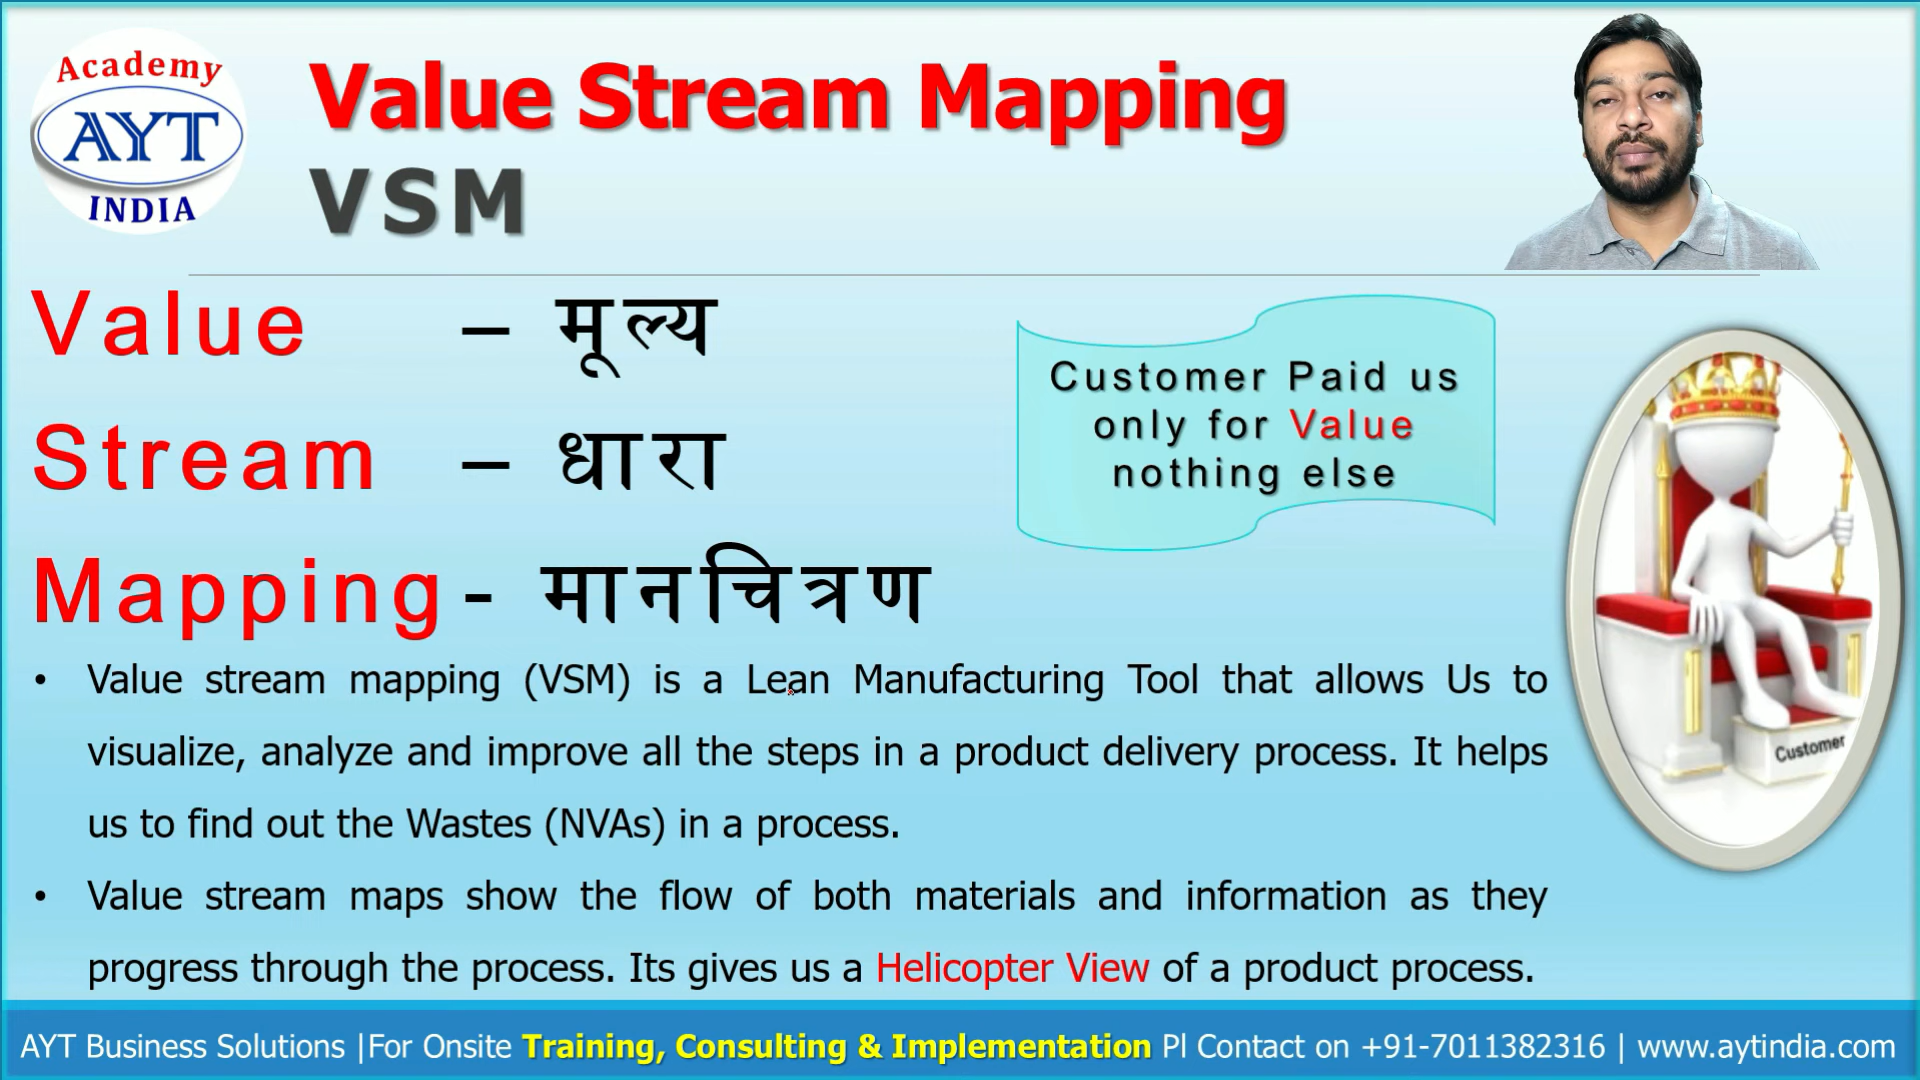 Academy
AYT
INDIA
Value Stream Mapping
VSM
Value – मूल्य
Stream – धारा
Mapping - मानचित्रण
Customer Paid us
only for Value
nothing else
Customer
• Value stream mapping (VSM) is a Lean Manufacturing Tool that allows Us to
visualize, analyze and improve all the steps in a product delivery process. It helps
us to find out the Wastes (NVAs) in a process.
• Value stream maps show the flow of both materials and information as they
progress through the process. Its gives us a Helicopter View of a product process.
AYT Business Solutions |For Onsite Training, Consulting & Implementation Pl Contact on +91-7011382316 | www.aytindia.com